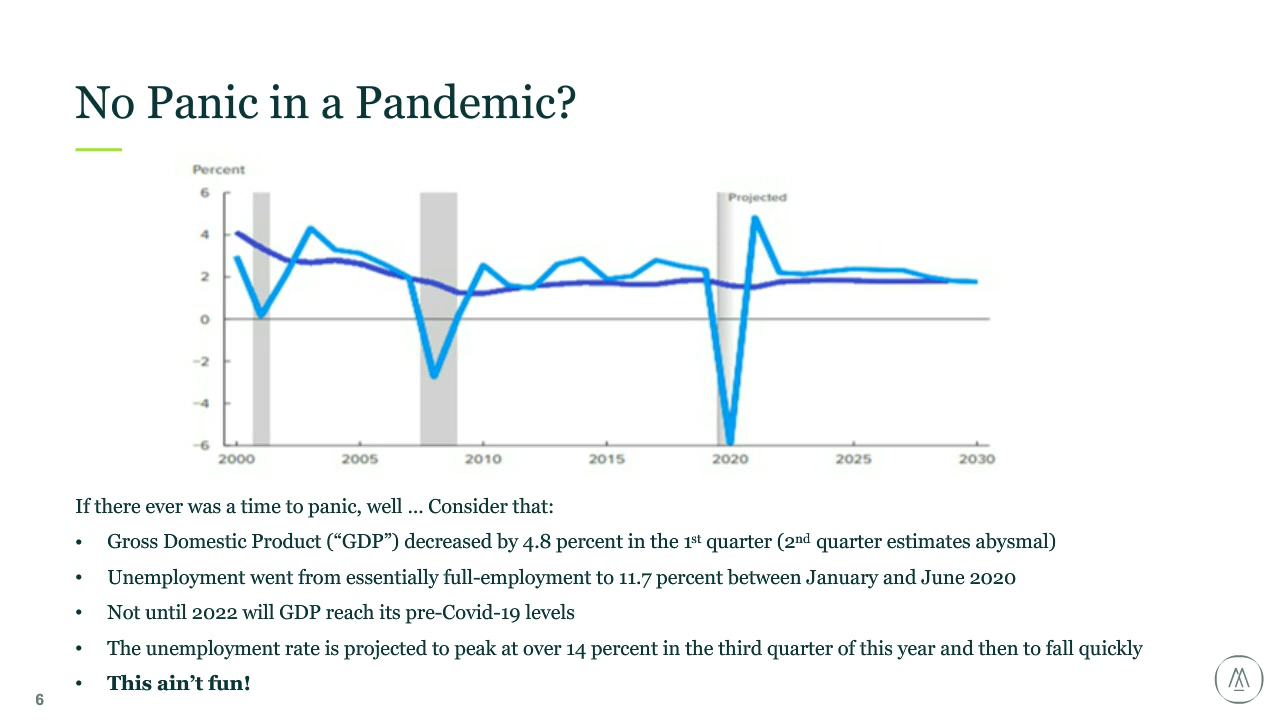 No Panic in a Pandemic?
Percent
6
Projected
4
2
0
−2
−4
−6
2000 2005 2010 2015 2020 2025 2030
If there ever was a time to panic, well … Consider that:
• Gross Domestic Product (“GDP”) decreased by 4.8 percent in the 1st quarter (2nd quarter estimates abysmal)
• Unemployment went from essentially full-employment to 11.7 percent between January and June 2020
• Not until 2022 will GDP reach its pre-Covid-19 levels
• The unemployment rate is projected to peak at over 14 percent in the third quarter of this year and then to fall quickly
• This ain’t fun!
6